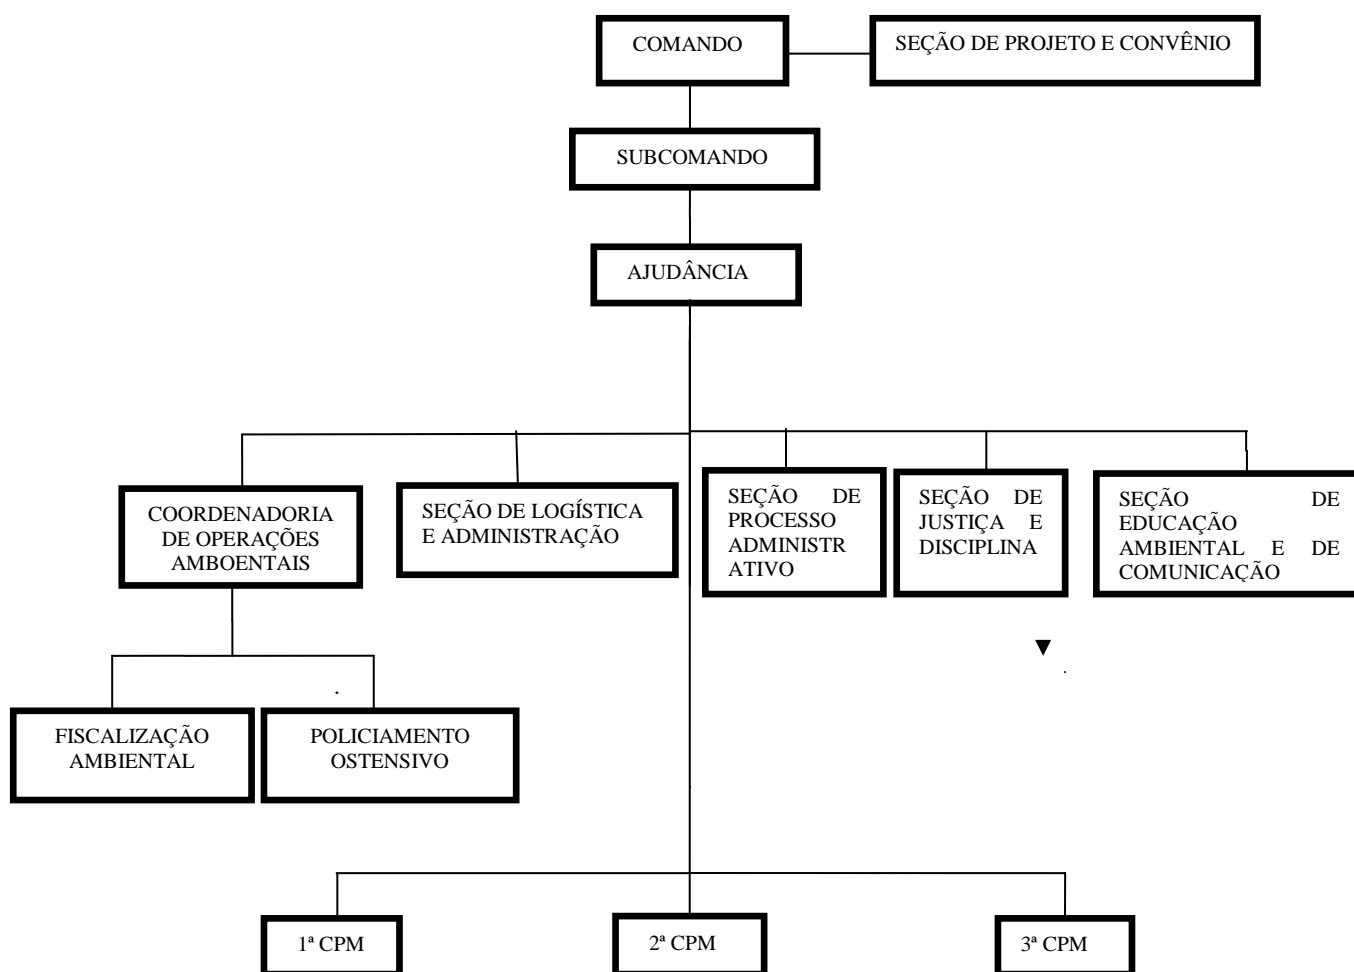 COMANDO
SEÇÃO DE PROJETO E CONVÊNIO
SUBCOMANDO
AJUDÂNCIA
COORDENADORIA
DE OPERAÇÕES
AMBOENTAIS
SEÇÃO DE LOGÍSTICA
E ADMINISTRAÇÃO
SEÇÃO DE
PROCESSO
ADMINISTR
ATIVO
SEÇÃO DE
JUSTIÇA E
DISCIPLINA
SEÇÃO DE
EDUCAÇÃO
AMBIENTAL E DE
COMUNICAÇÃO
FISCALIZAÇÃO
AMBIENTAL
POLICIAMENTO
OSTENSIVO
1ª CPM
2ª CPM
3ª CPM